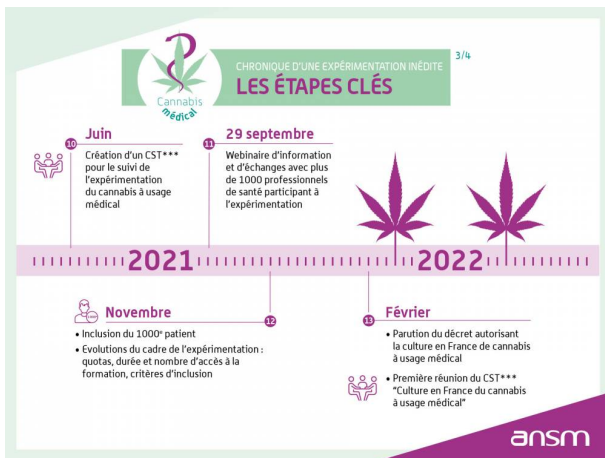 CHRONIQUE D'UNE EXPÉRIMENTATION INÉDITE
3/4
LES ÉTAPES CLÉS
Cannabis
médical
10
Juin
Création d'un CST***
pour le suivi de
l'expérimentation
du cannabis à usage
médical
11
29 septembre
Webinaire d'information
et d'échanges avec plus
de 1000 professionnels
de santé participant à
l'expérimentation
2021
2022
Novembre
12
• Inclusion du 1000e patient
• Evolutions du cadre de l'expérimentation :
quotas, durée et nombre d'accès à la
formation, critères d'inclusion
13
Février
• Parution du décret autorisant
la culture en France de cannabis
à usage médical
• Première réunion du CST***
“Culture en France du cannabis
à usage médical”
ansm